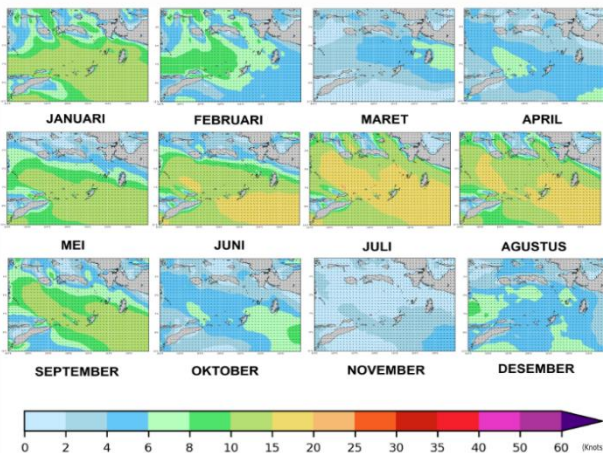 JANUARI FEBRUARI MARET APRIL
MEI JUNI JULI AGUSTUS
SEPTEMBER OKTOBER NOVEMBER DESEMBER
0 2 4 6 8 10 15 20 25 30 35 40 50 60 (Knots